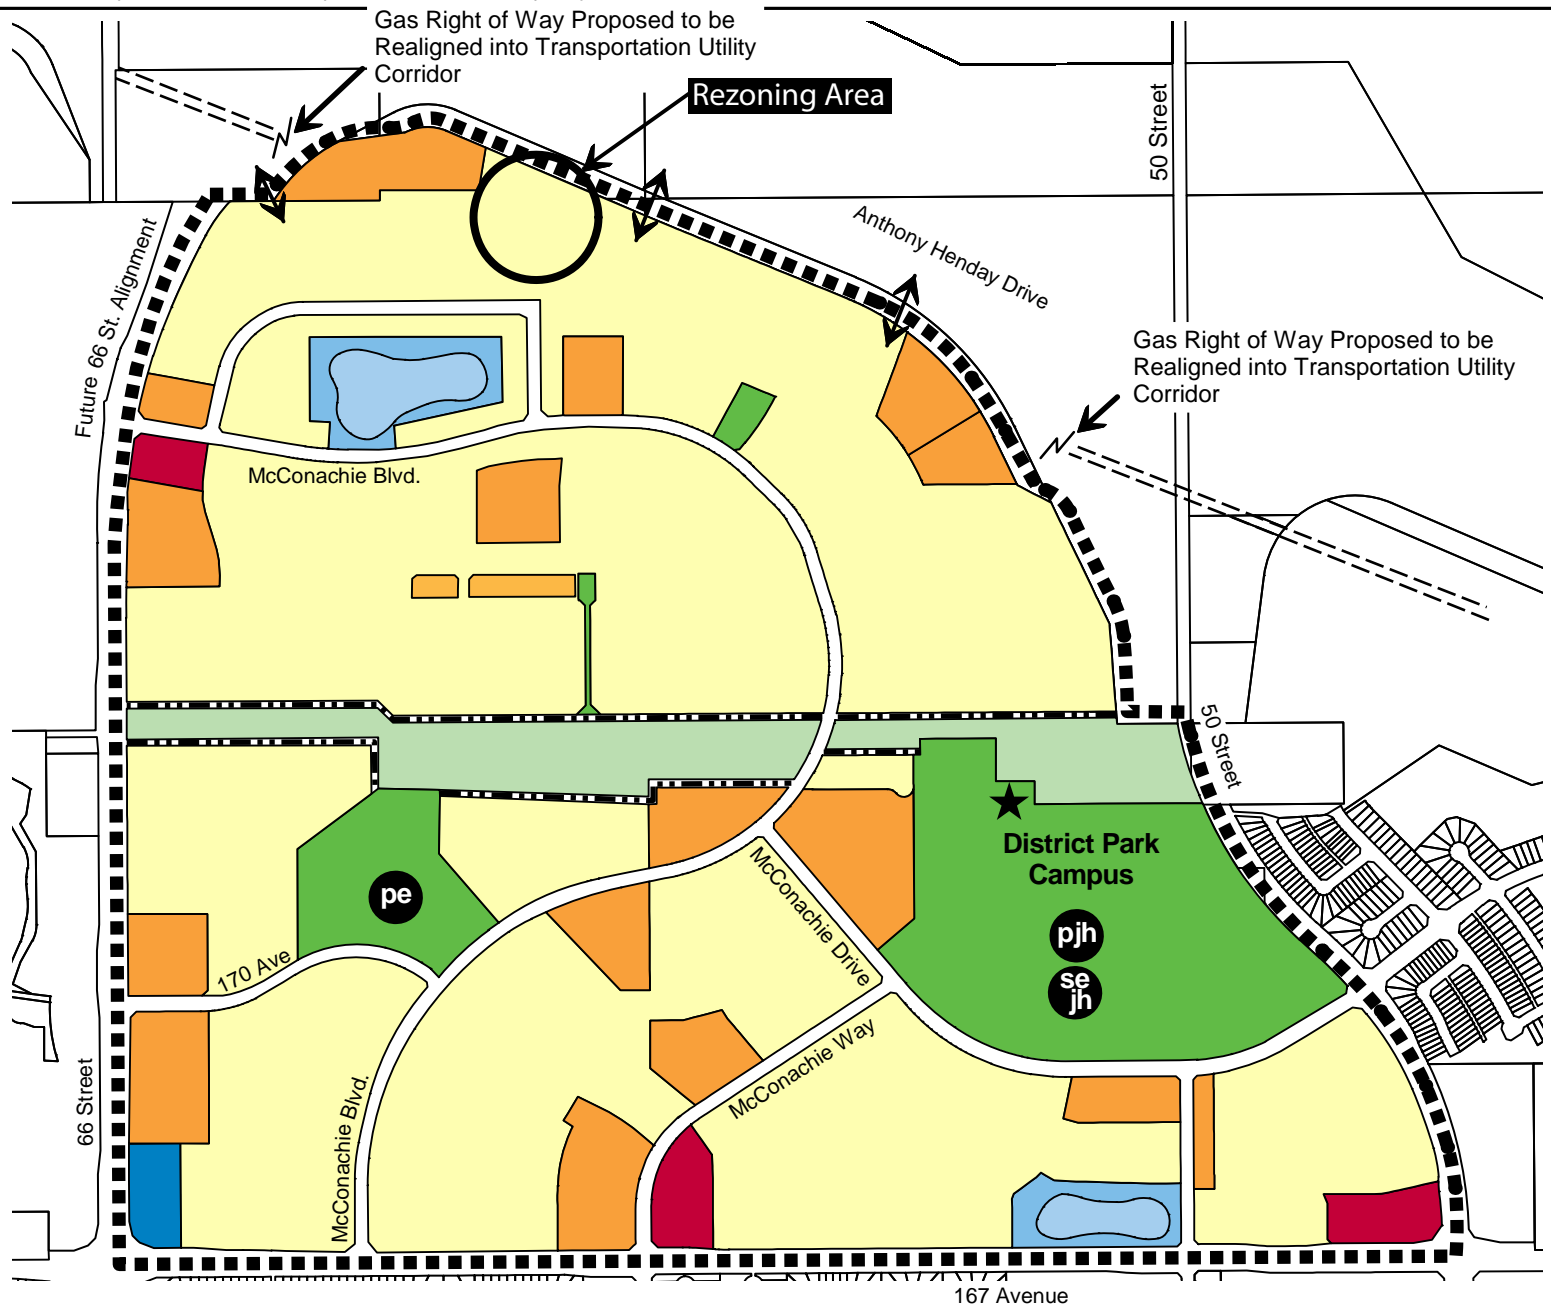 Gas Right of Way Proposed to be
Realigned into Transportation Utility
Corridor
Rezoning Area
50 Street
Anthony Henday Drive
Future 66 St. Alignment
Gas Right of Way Proposed to be
Realigned into Transportation Utility
Corridor
McConachie Blvd.
50 Street
District Park
Campus
pe
pjh
se
jh
McConachie Drive
170 Ave
McConachie Way
McConachie Blvd.
66 Street
167 Avenue